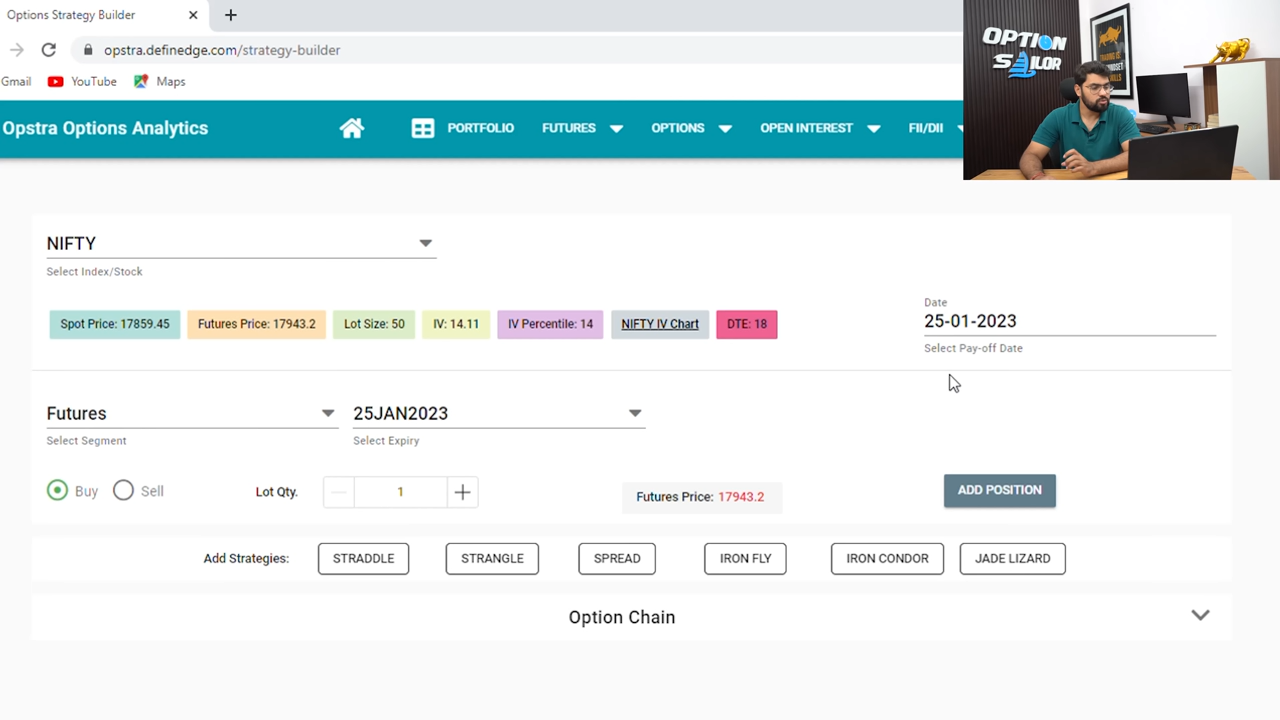 Options Strategy Builder
opstra.definedge.com/strategy-builder
Gmail YouTube Maps
OPTION
SAILOR
Opstra Options Analytics PORTFOLIO FUTURES OPTIONS OPEN INTEREST FII/DII
NIFTY
Select Index/Stock
Spot Price: 17859.45 Futures Price: 17943.2 Lot Size: 50 IV: 14.11 IV Percentile: 14 NIFTY IV Chart DTE: 18
Date
25-01-2023
Select Pay-off Date
Futures 25JAN2023
Select Segment Select Expiry
Buy Sell Lot Qty. 1 Futures Price: 17943.2 ADD POSITION
Add Strategies: STRADDLE STRANGLE SPREAD IRON FLY IRON CONDOR JADE LIZARD
Option Chain